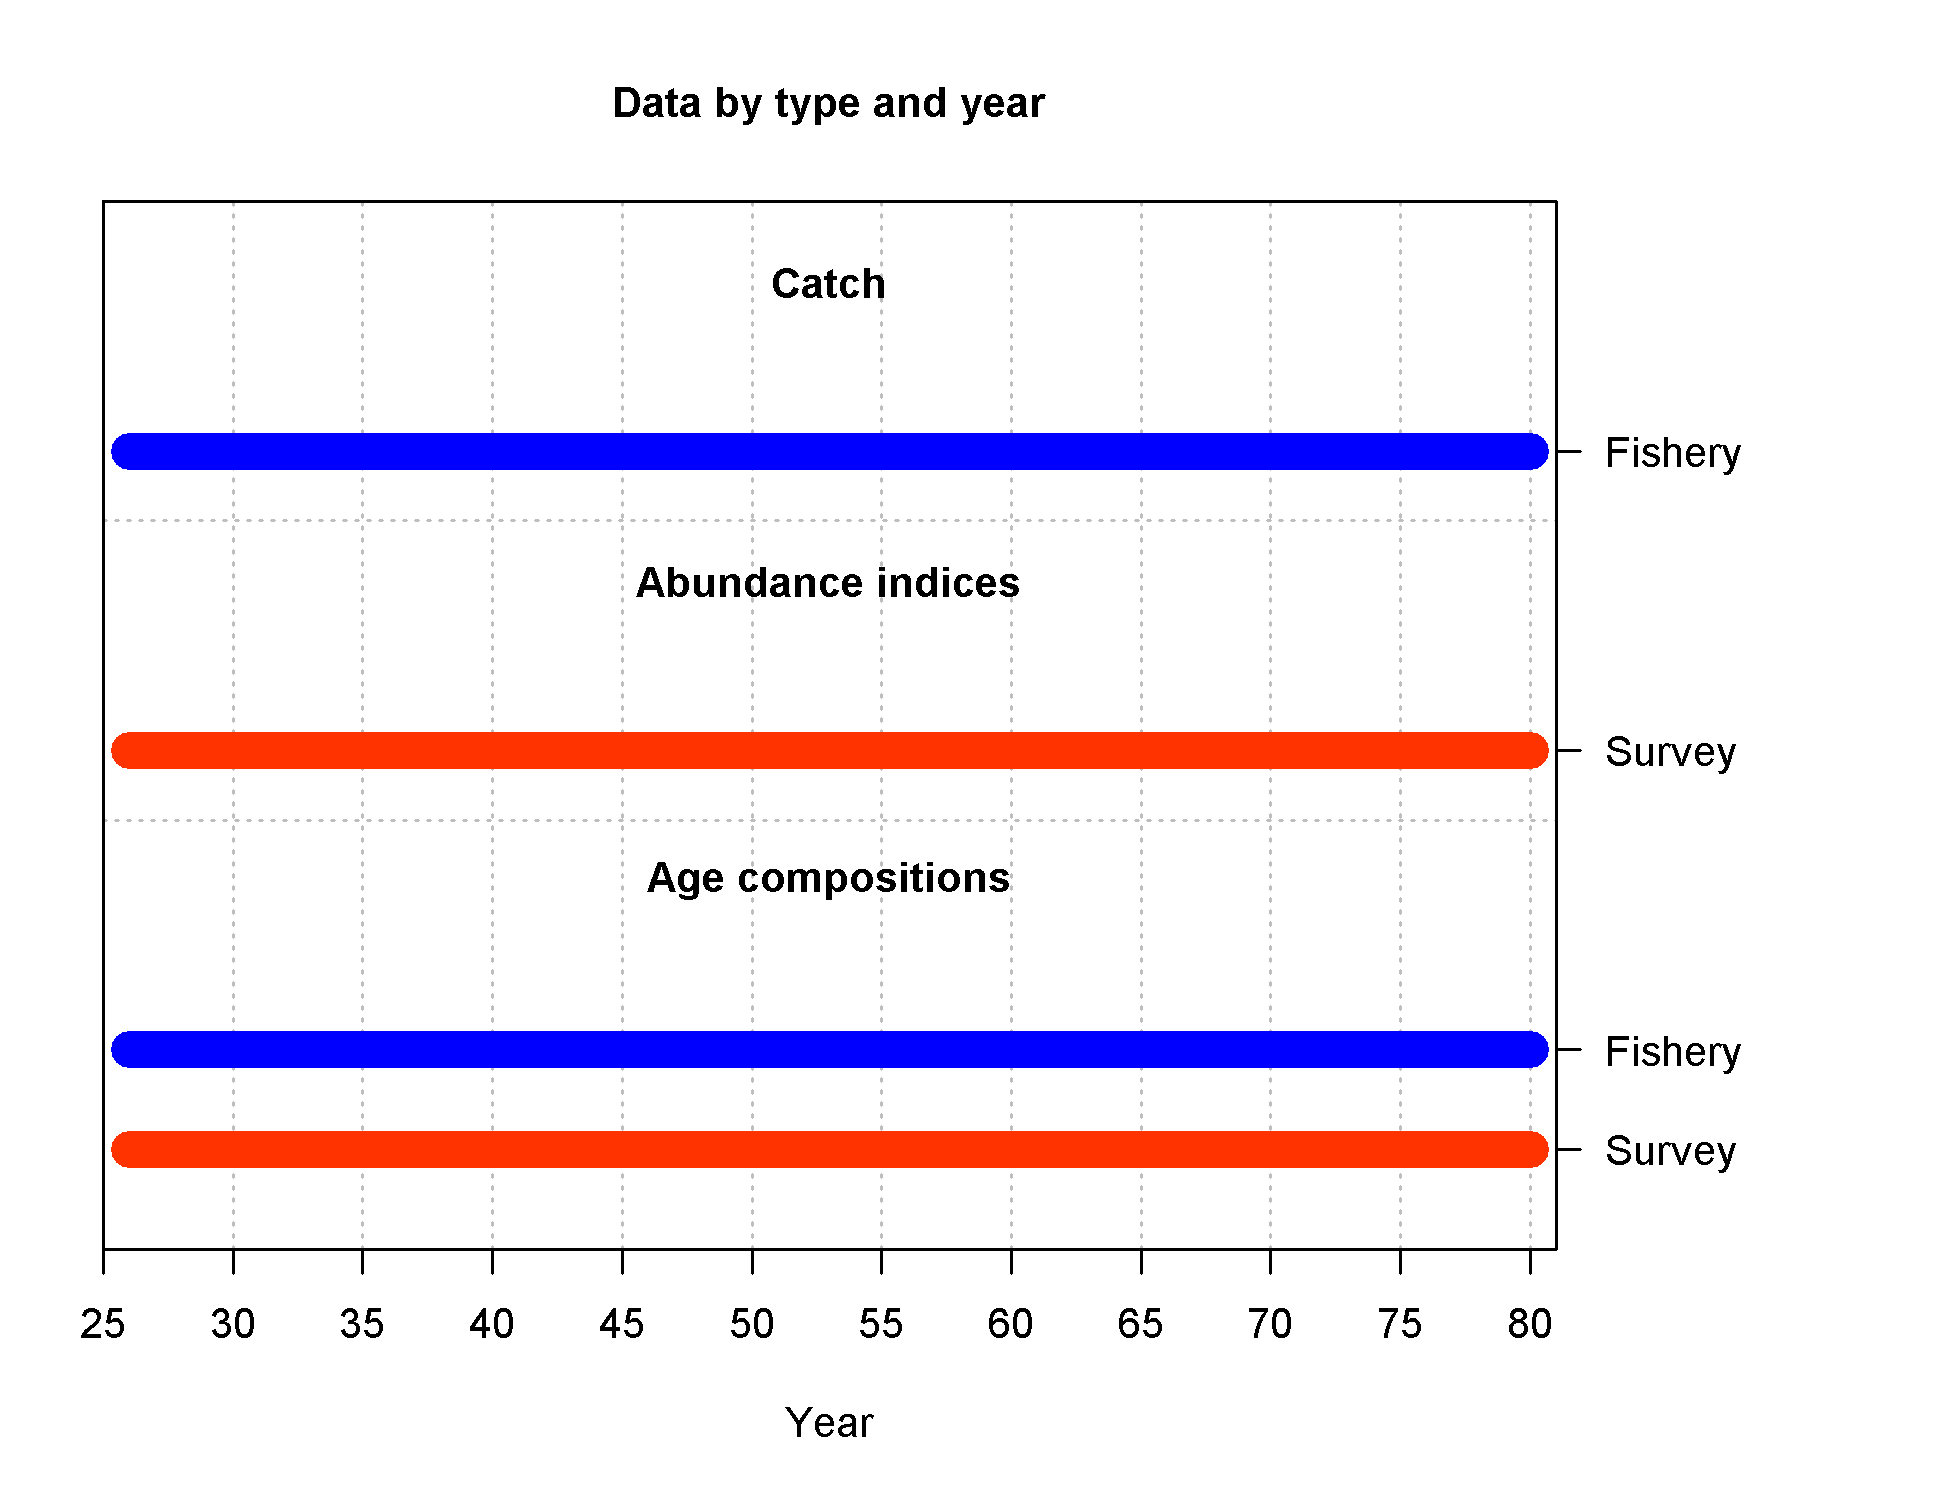 Data by type and year
Catch
Fishery
Abundance indices
Survey
Age compositions
Fishery
Survey
25 30 35 40 45 50 55 60 65 70 75 80
Year